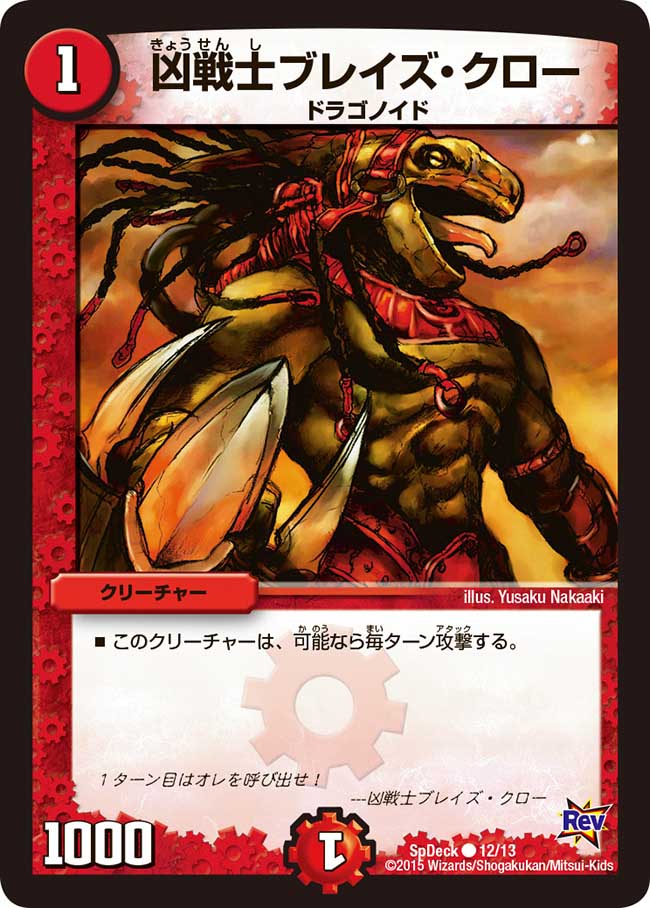 1
きょうせんし
凶戦士ブレイズ・クロー
ドラゴノイド
クリーチャー
illus. Yusaku Nakaaki
かのう まい アタック
■ このクリーチャーは、可能なら毎ターン攻撃する。
1ターン目はオレを呼び出せ！
---凶戦士ブレイズ・クロー
Rev
1000
1
SpDeck ● 12/13
©2015 Wizards/Shogakukan/Mitsui-Kids